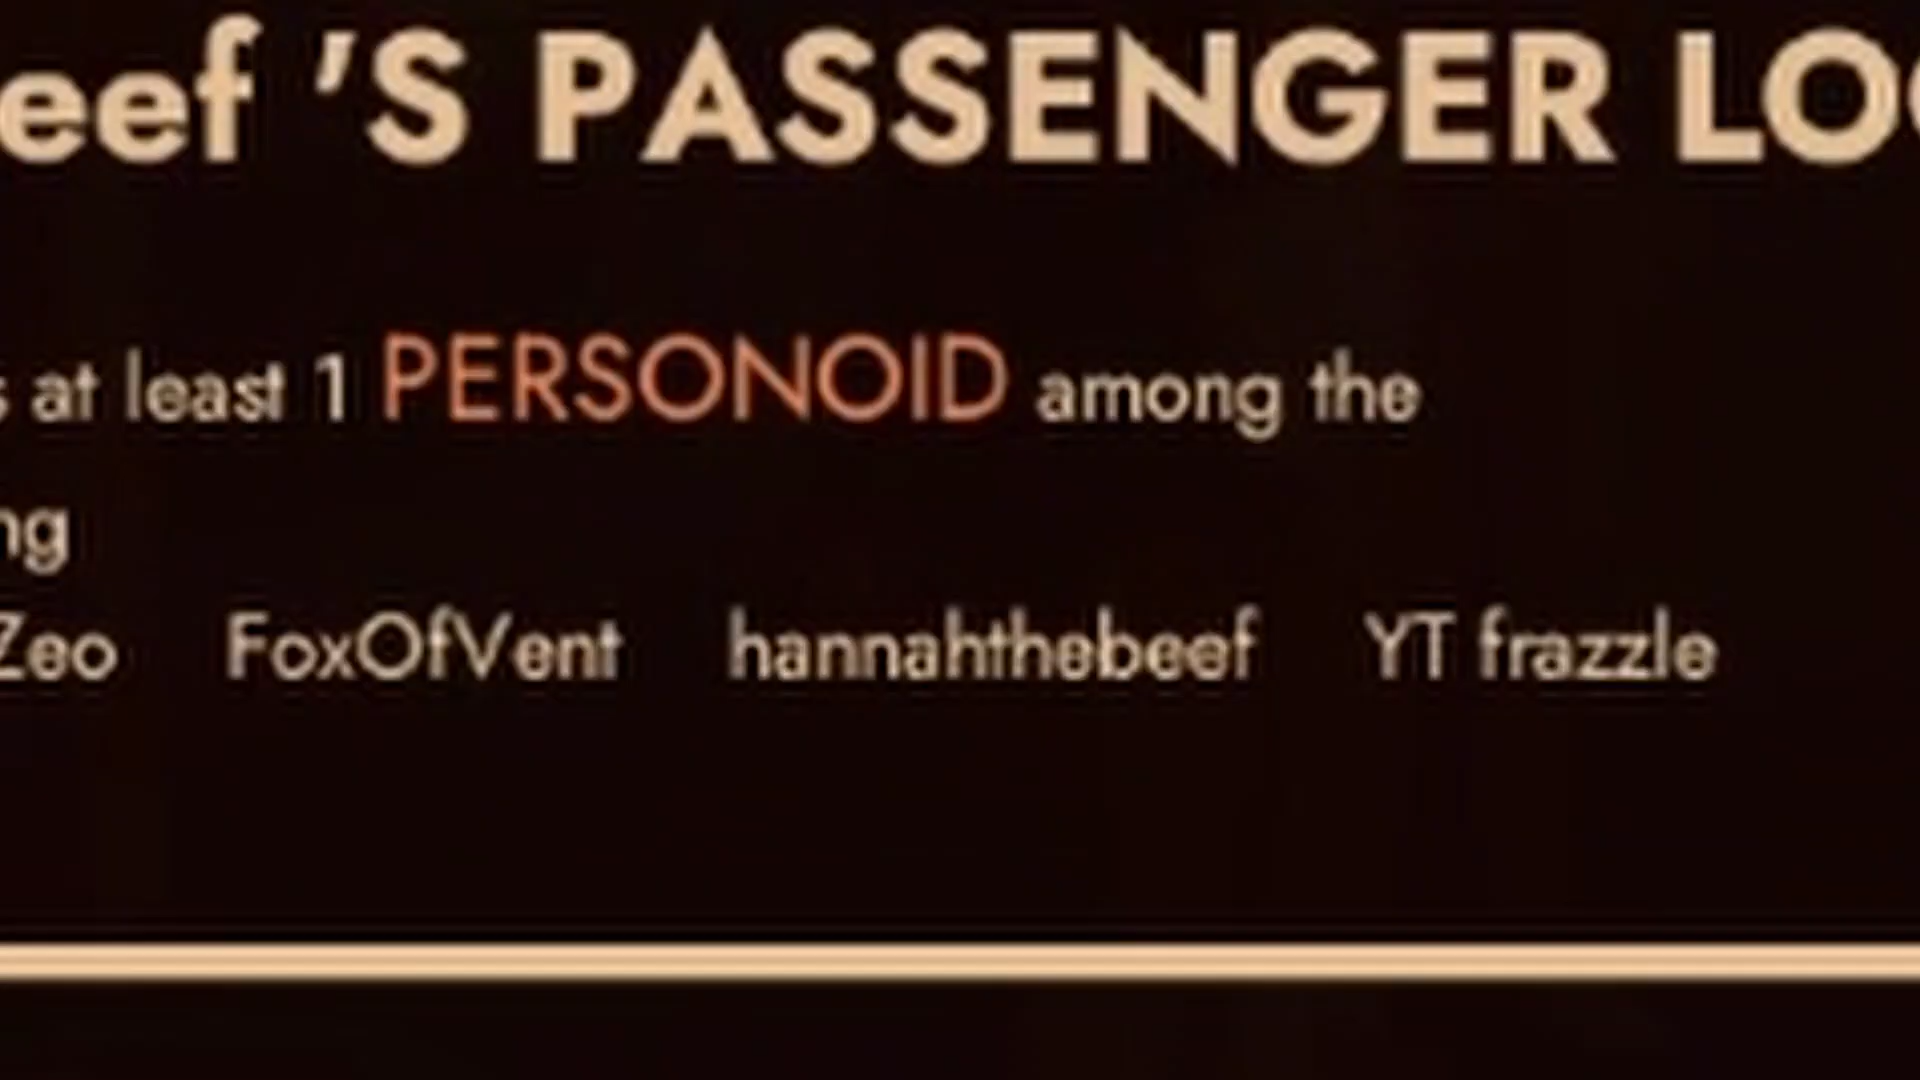 eef 'S PASSENGER LO
s at least 1 PERSONOID among the
ng
Zeo FoxOfVent hannahthebeef YT frazzle